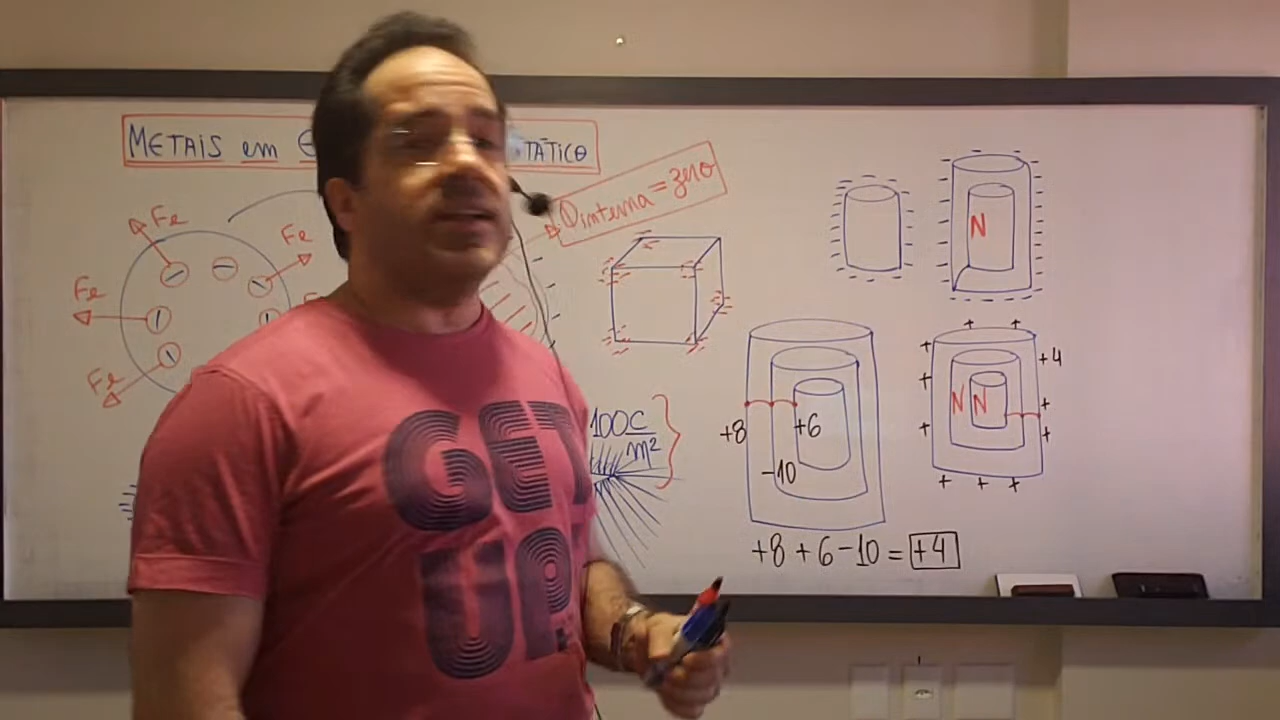 METAIS em
TÁTICO
Qinterna = zero
Fe
Fe
Fe
Fe
N
+4
N N
100 C/m²
+8
+6
-10
+8 + 6 - 10 = +4
GET
UP.